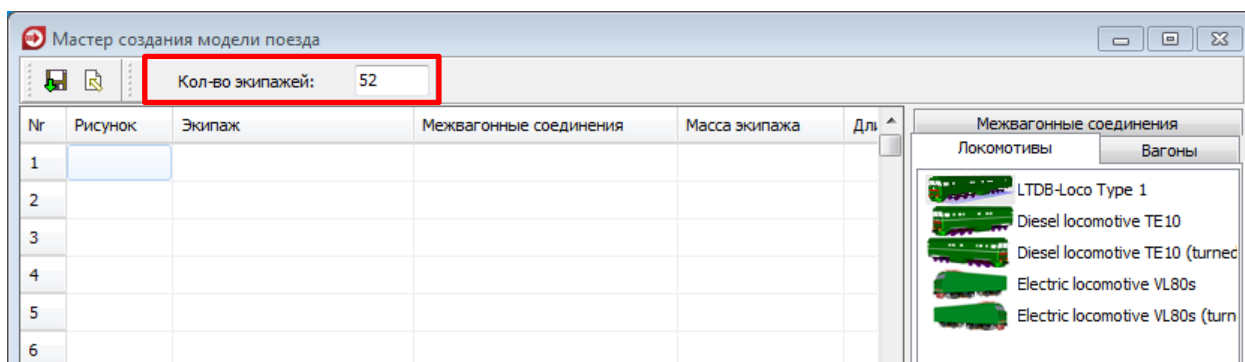 Мастер создания модели поезда
Кол-во экипажей: 52
Nr Рисунок Экипаж Межвагонные соединения Масса экипажа Дли
1
2
3
4
5
6
Межвагонные соединения
Локомотивы Вагоны
LTDB-Loco Type 1
Diesel locomotive TE10
Diesel locomotive TE10 (turned
Electric locomotive VL80s
Electric locomotive VL80s (turn